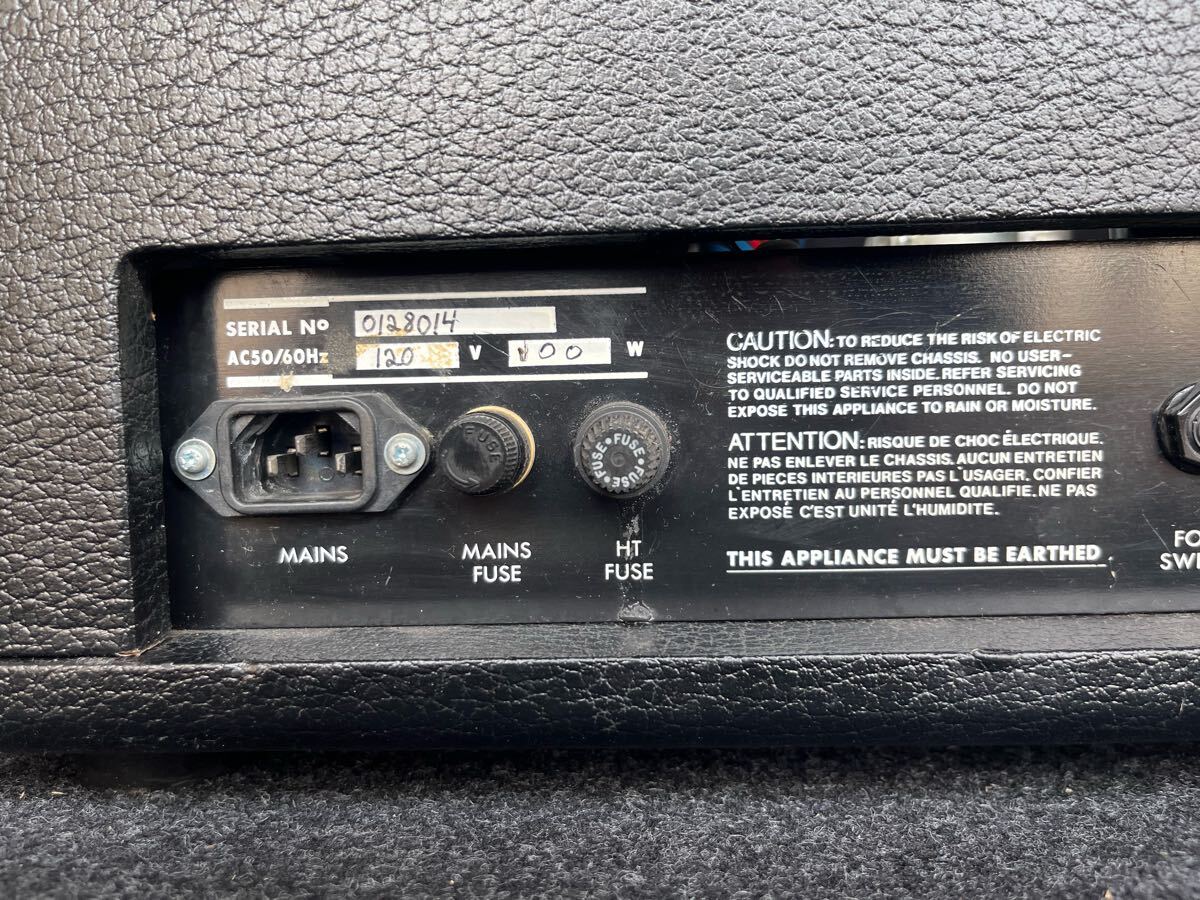 SERIAL Nº 0128014
AC50/60Hz 120 V 100 W
MAINS
MAINS
FUSE
FUSE
FUSE•FUSE•FUSE•
HT
FUSE
CAUTION: TO REDUCE THE RISK OF ELECTRIC
SHOCK DO NOT REMOVE CHASSIS. NO USER-
SERVICEABLE PARTS INSIDE. REFER SERVICING
TO QUALIFIED SERVICE PERSONNEL. DO NOT
EXPOSE THIS APPLIANCE TO RAIN OR MOISTURE.
ATTENTION: RISQUE DE CHOC ÉLECTRIQUE.
NE PAS ENLEVER LE CHASSIS. AUCUN ENTRETIEN
DE PIECES INTERIEURES PAS L'USAGER. CONFIER
L'ENTRETIEN AU PERSONNEL QUALIFIE. NE PAS
EXPOSÉ C'EST UNITÉ L'HUMIDITE.
THIS APPLIANCE MUST BE EARTHED.